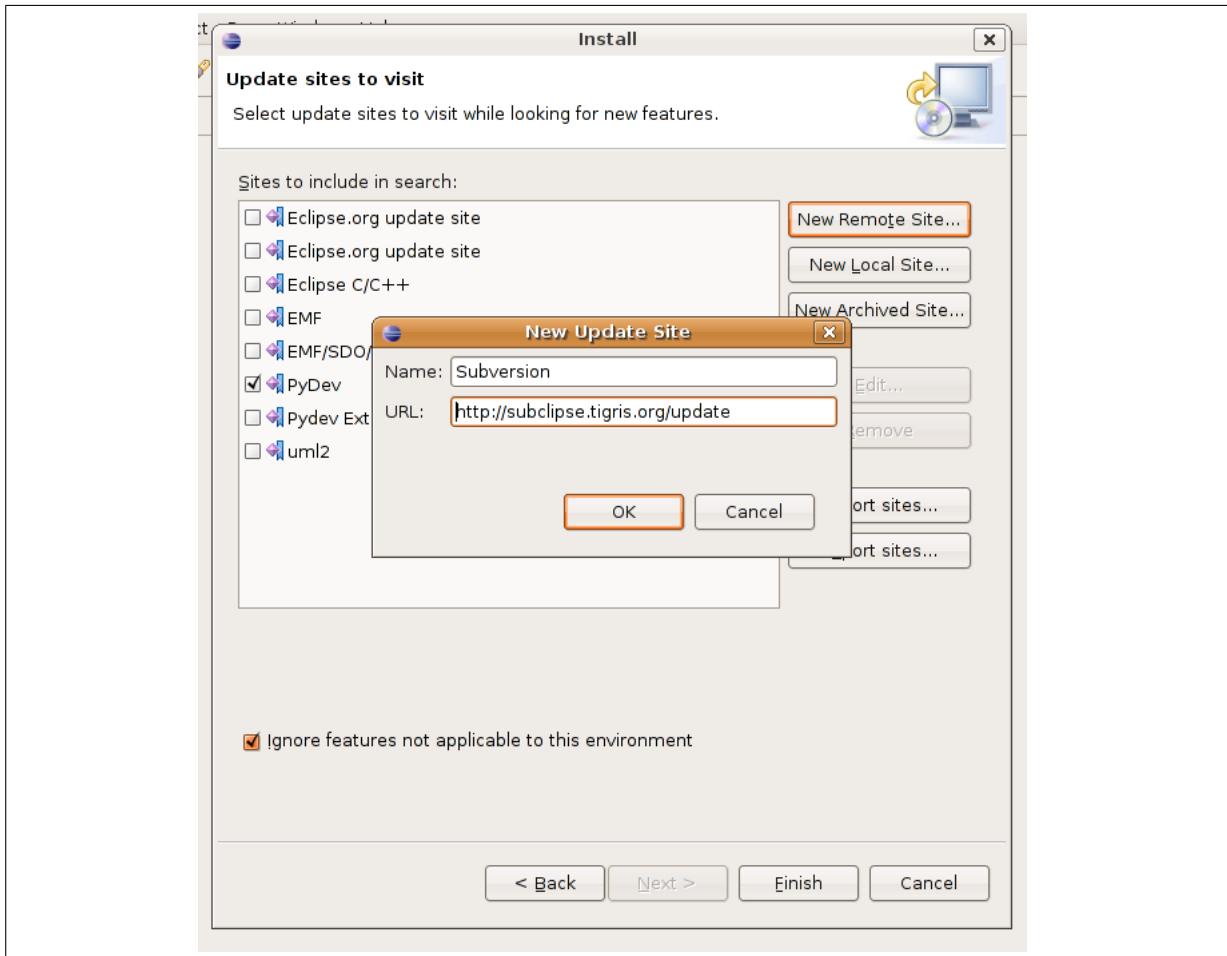 Install
Update sites to visit
Select update sites to visit while looking for new features.
Sites to include in search:
Eclipse.org update site
Eclipse.org update site
Eclipse C/C++
EMF
EMF/SDO/
PyDev
Pydev Ext
uml2
New Remote Site...
New Local Site...
New Archived Site...
Edit...
emove
ort sites...
ort sites...
New Update Site
Name: Subversion
URL: http://subclipse.tigris.org/update
OK Cancel
Ignore features not applicable to this environment
< Back Next > Finish Cancel